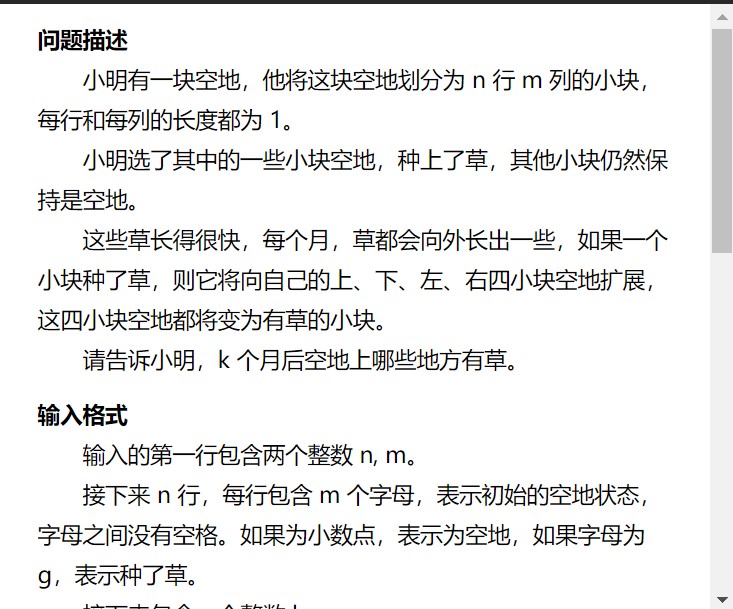 问题描述
小明有一块空地，他将这块空地划分为 n 行 m 列的小块，
每行和每列的长度都为 1。
小明选了其中的一些小块空地，种上了草，其他小块仍然保
持是空地。
这些草长得很快，每个月，草都会向外长出一些，如果一个
小块种了草，则它将向自己的上、下、左、右四小块空地扩展，
这四小块空地都将变为有草的小块。
请告诉小明，k 个月后空地上哪些地方有草。
输入格式
输入的第一行包含两个整数 n, m。
接下来 n 行，每行包含 m 个字母，表示初始的空地状态，
字母之间没有空格。如果为小数点，表示为空地，如果字母为
g，表示种了草。